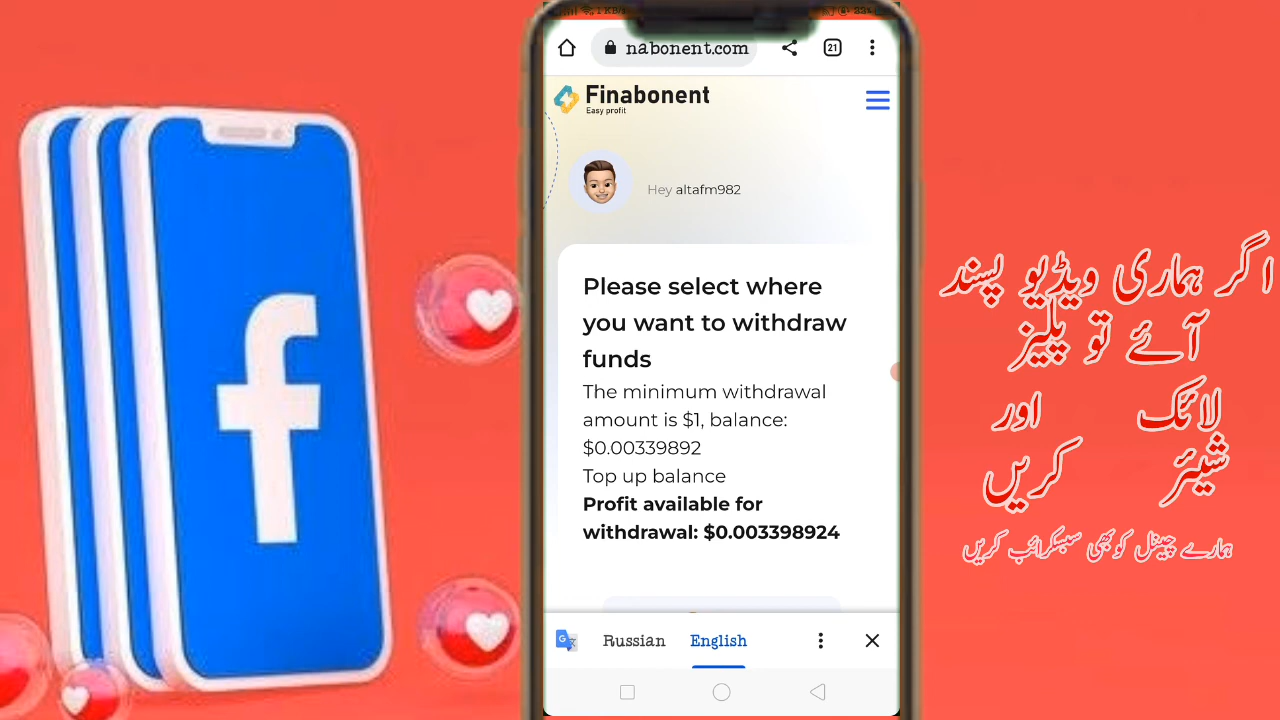 nabonent.com
21
Finabonent
Easy profit
Hey altafm982
Please select where
you want to withdraw
funds
The minimum withdrawal
amount is $1, balance:
$0.00339892
Top up balance
Profit available for
withdrawal: $0.003398924
Russian English
اگر ہماری ویڈیو پسند
آئے تو پلیز
لائک اور
شیئر کریں
ہمارے چینل کو بھی سبسکرائب کریں